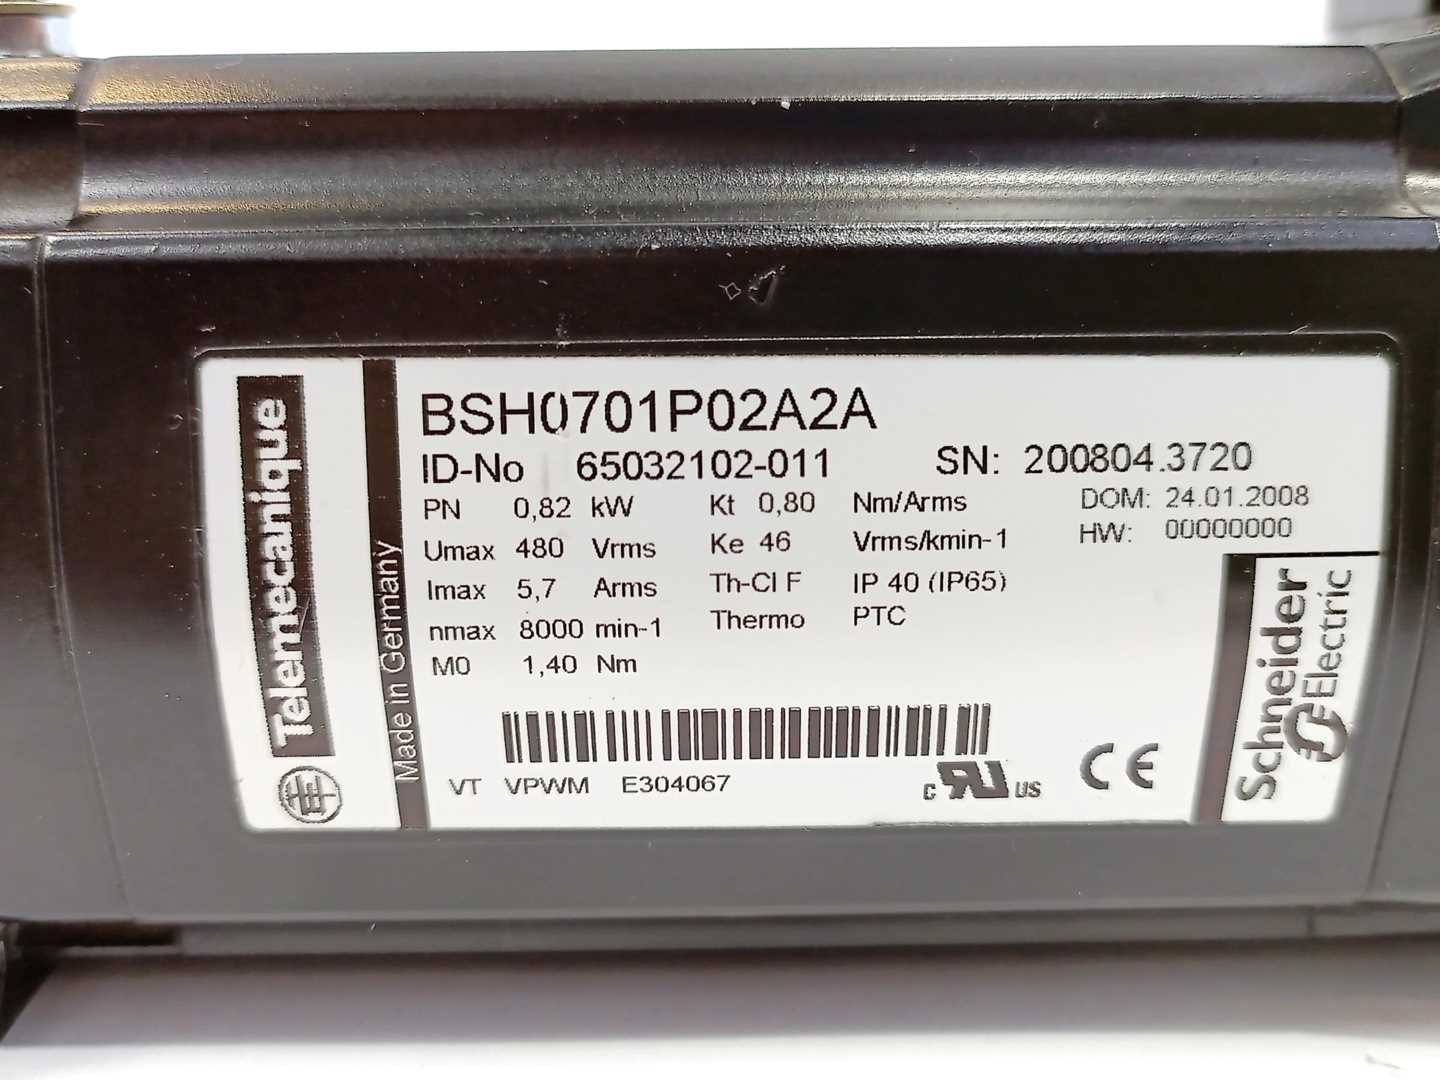 Telemecanique
Made in Germany
BSH0701P02A2A
ID-No 65032102-011 SN: 200804.3720
PN 0,82 kW Kt 0,80 Nm/Arms DOM: 24.01.2008
Umax 480 Vrms Ke 46 Vrms/kmin-1 HW: 00000000
Imax 5,7 Arms Th-Cl F IP 40 (IP65)
nmax 8000 min-1 Thermo PTC
M0 1,40 Nm
VT VPWM E304067
c RU US CE
Schneider
Electric